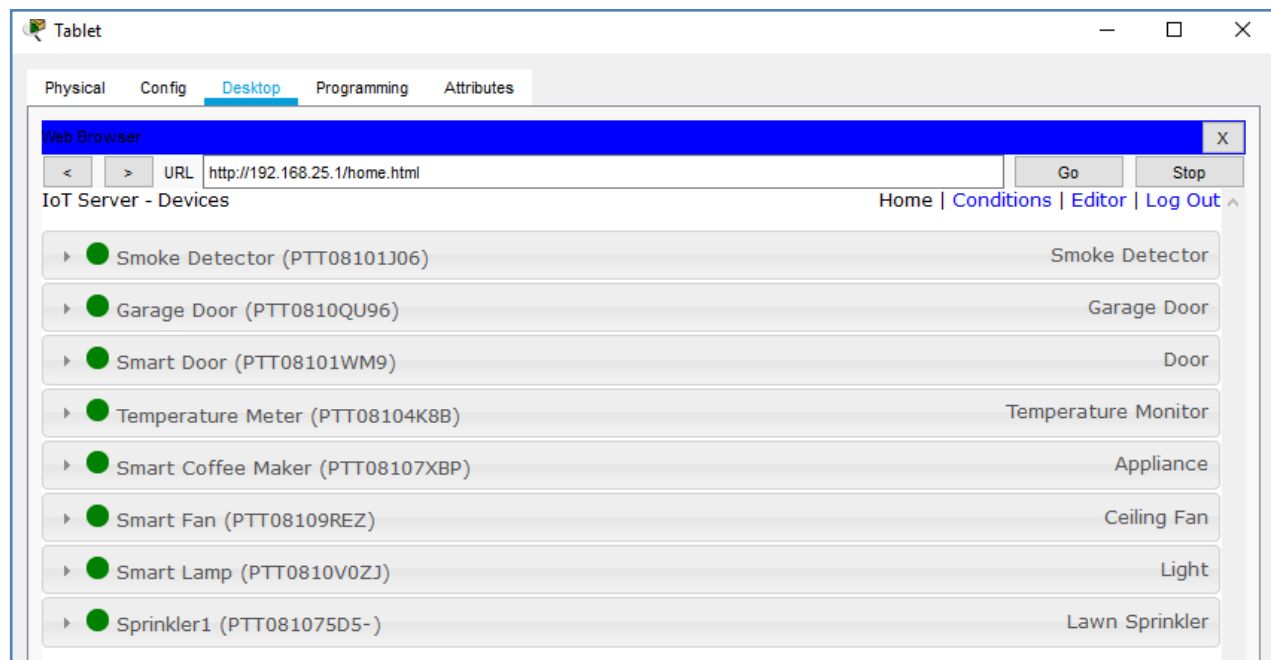 Tablet
Physical Config Desktop Programming Attributes
Web Browser X
< > URL http://192.168.25.1/home.html Go Stop
IoT Server - Devices Home | Conditions | Editor | Log Out
Smoke Detector (PTT08101J06) Smoke Detector
Garage Door (PTT0810QU96) Garage Door
Smart Door (PTT08101WM9) Door
Temperature Meter (PTT08104K8B) Temperature Monitor
Smart Coffee Maker (PTT08107XBP) Appliance
Smart Fan (PTT08109REZ) Ceiling Fan
Smart Lamp (PTT0810V0ZJ) Light
Sprinkler1 (PTT081075D5-) Lawn Sprinkler